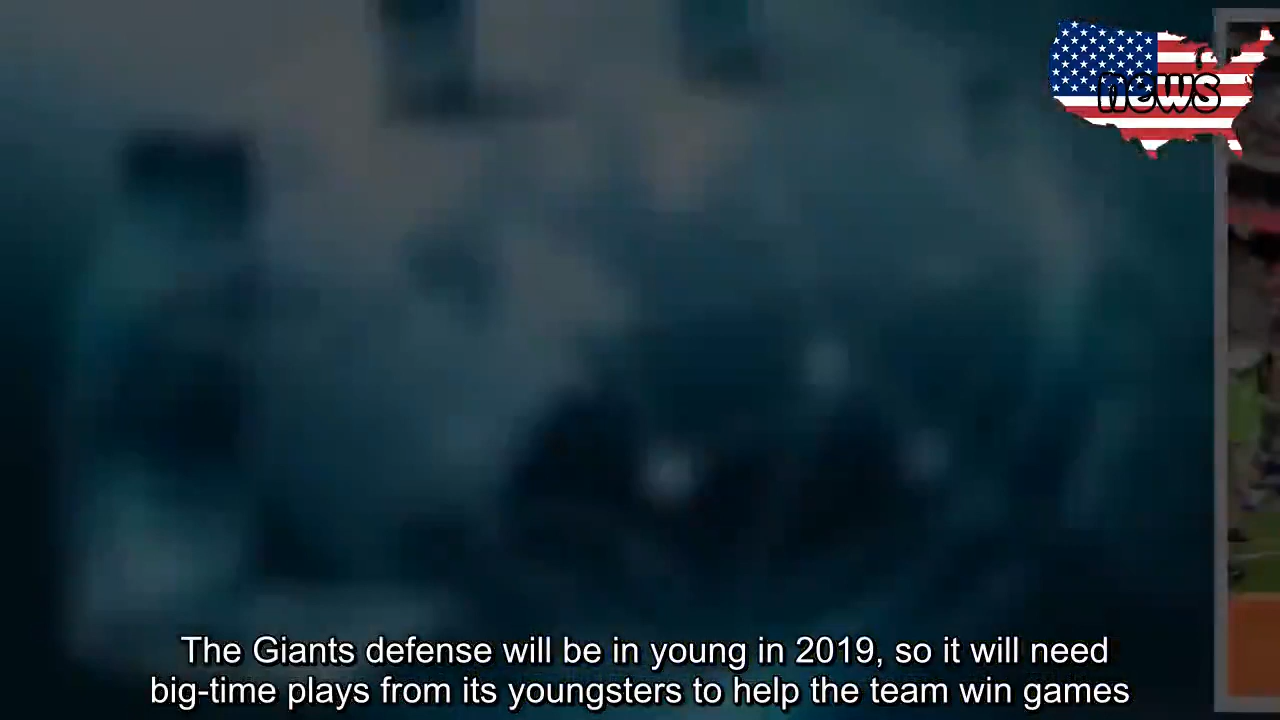 news
The Giants defense will be in young in 2019, so it will need
big-time plays from its youngsters to help the team win games